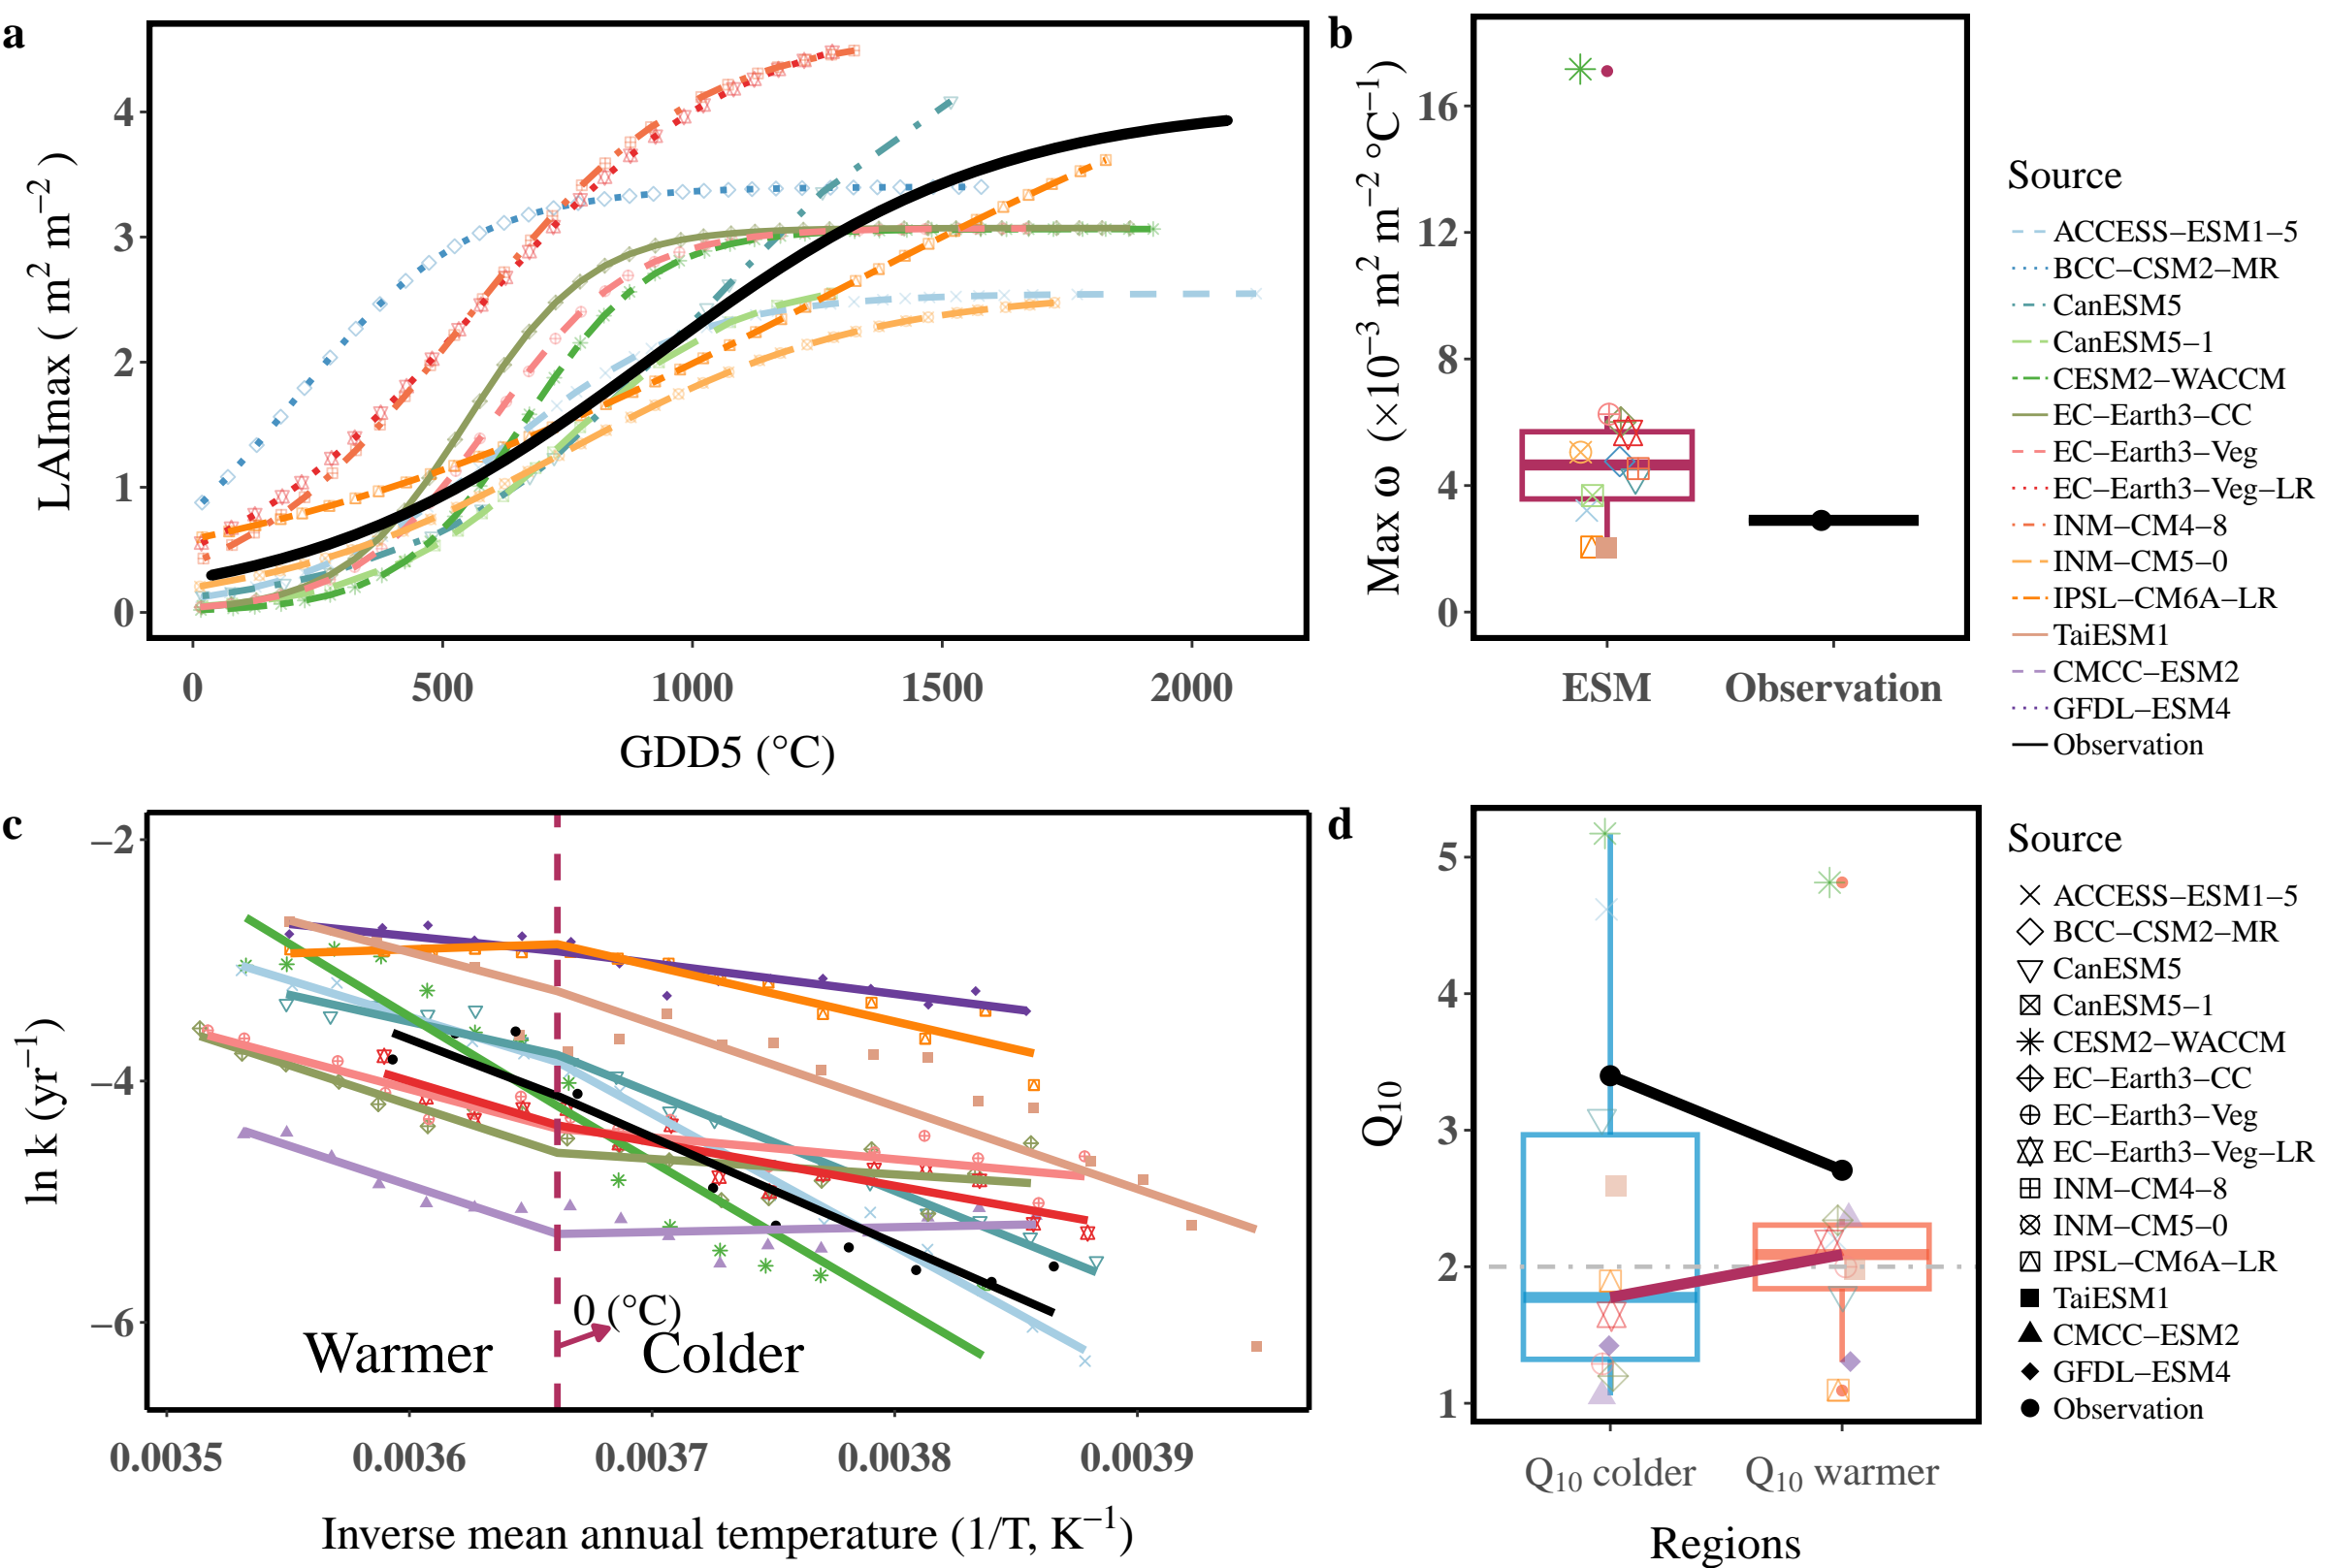 a
LAImax ( m² m⁻² )
4
3
2
1
0
0 500 1000 1500 2000
GDD5 (°C)
b
Max ω (×10⁻³ m² m⁻² °C⁻¹)
16
12
8
4
0
ESM Observation
Source
ACCESS−ESM1−5
BCC−CSM2−MR
CanESM5
CanESM5−1
CESM2−WACCM
EC−Earth3−CC
EC−Earth3−Veg
EC−Earth3−Veg−LR
INM−CM4−8
INM−CM5−0
IPSL−CM6A−LR
TaiESM1
CMCC−ESM2
GFDL−ESM4
Observation
c
ln k (yr⁻¹)
−2
−4
−6
0 (°C)
Warmer Colder
0.0035 0.0036 0.0037 0.0038 0.0039
Inverse mean annual temperature (1/T, K⁻¹)
d
Q₁₀
5
4
3
2
1
Q₁₀ colder Q₁₀ warmer
Regions
Source
ACCESS−ESM1−5
BCC−CSM2−MR
CanESM5
CanESM5−1
CESM2−WACCM
EC−Earth3−CC
EC−Earth3−Veg
EC−Earth3−Veg−LR
INM−CM4−8
INM−CM5−0
IPSL−CM6A−LR
TaiESM1
CMCC−ESM2
GFDL−ESM4
Observation